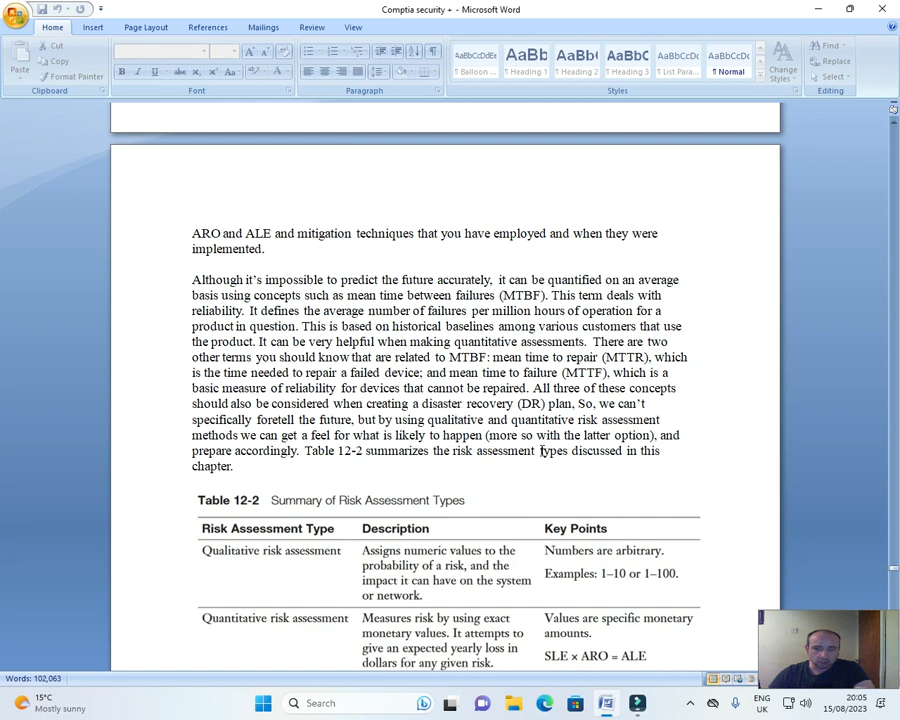 Comptia security + - Microsoft Word
Home Insert Page Layout References Mailings Review View
Cut
Copy
Format Painter
Paste
Clipboard
Font
Paragraph
AaBbCcDdEe AaBb AaBbC AaBbC AaBbCcDd AaBbCcDd
¶ Balloon ... ¶ Heading 1 ¶ Heading 2 ¶ Heading 3 ¶ List Para... ¶ Normal
Change
Styles
Styles
Find
Replace
Select
Editing
ARO and ALE and mitigation techniques that you have employed and when they were
implemented.
Although it’s impossible to predict the future accurately, it can be quantified on an average
basis using concepts such as mean time between failures (MTBF). This term deals with
reliability. It defines the average number of failures per million hours of operation for a
product in question. This is based on historical baselines among various customers that use
the product. It can be very helpful when making quantitative assessments. There are two
other terms you should know that are related to MTBF: mean time to repair (MTTR), which
is the time needed to repair a failed device; and mean time to failure (MTTF), which is a
basic measure of reliability for devices that cannot be repaired. All three of these concepts
should also be considered when creating a disaster recovery (DR) plan, So, we can’t
specifically foretell the future, but by using qualitative and quantitative risk assessment
methods we can get a feel for what is likely to happen (more so with the latter option), and
prepare accordingly. Table 12-2 summarizes the risk assessment types discussed in this
chapter.
Table 12-2 Summary of Risk Assessment Types
Risk Assessment Type Description Key Points
Qualitative risk assessment Assigns numeric values to the Numbers are arbitrary.
probability of a risk, and the
impact it can have on the system Examples: 1–10 or 1–100.
or network.
Quantitative risk assessment Measures risk by using exact Values are specific monetary
monetary values. It attempts to amounts.
give an expected yearly loss in
dollars for any given risk. SLE × ARO = ALE
Words: 102,063
15°C
Mostly sunny
Search
ENG
UK
20:05
15/08/2023